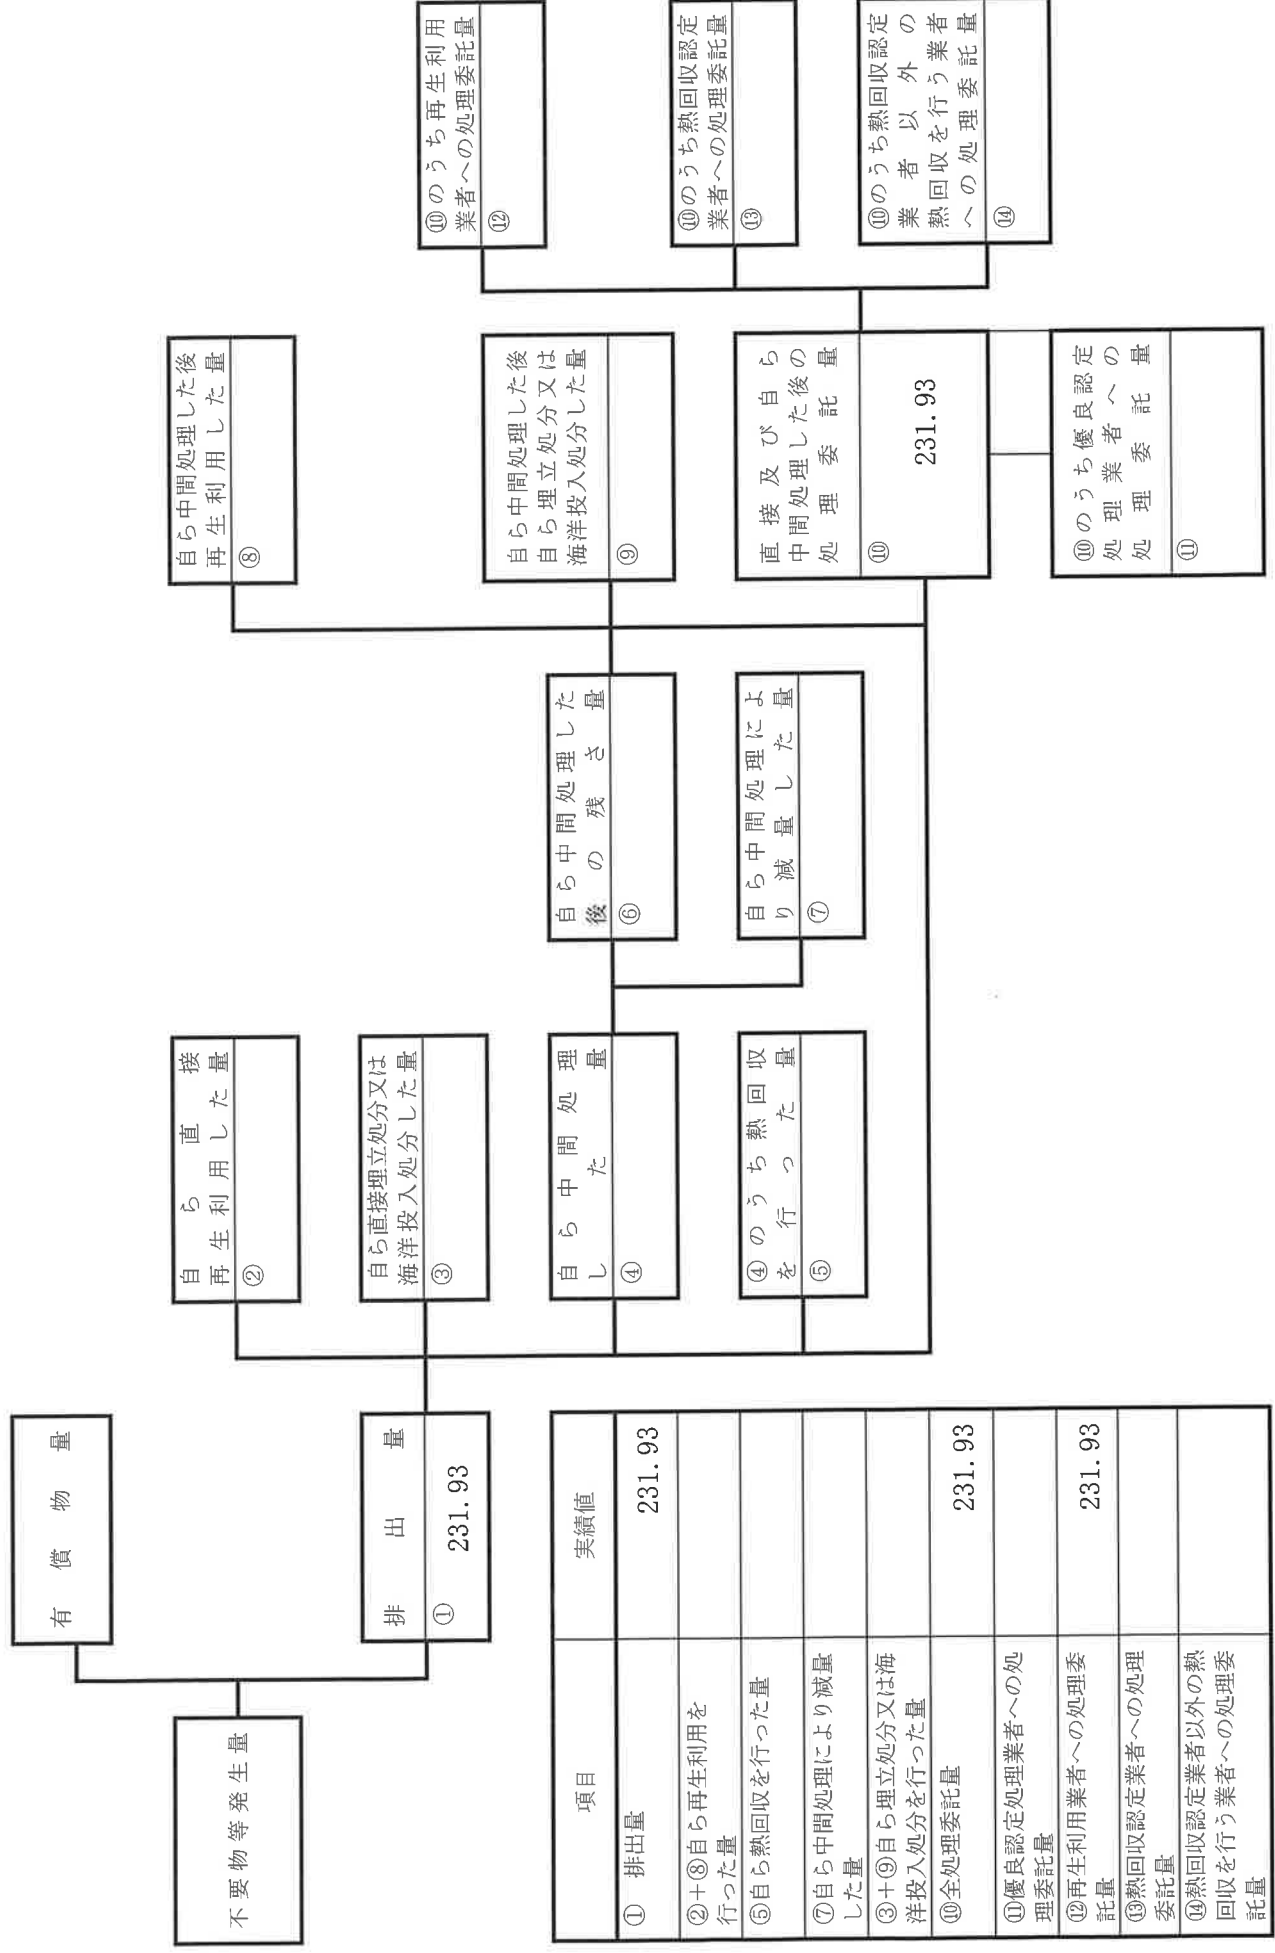 不要物等発生量
有償物量
排出量
① 231.93
自ら直接
再生利用した量
②
自ら直接埋立処分又は
海洋投入処分した量
③
自ら中間処理
した量
④
④のうち熱回収
を行った量
⑤
自ら中間処理した
後の残さ量
⑥
自ら中間処理によ
り減量した量
⑦
自ら中間処理した後
再生利用した量
⑧
自ら中間処理した後
自ら埋立処分又は
海洋投入処分した量
⑨
直接及び自ら
中間処理した後の
処理委託量
⑩
231.93
⑩のうち優良認定
処理業者への
処理委託量
⑪
⑩のうち再生利用
業者への処理委託量
⑫
⑩のうち熱回収認定
業者への処理委託量
⑬
⑩のうち熱回収認定
業者以外の
熱回収を行う業者
への処理委託量
⑭
項目 実績値
① 排出量 231.93
②+⑧自ら再生利用を
行った量
⑤自ら熱回収を行った量
⑦自ら中間処理により減量
した量
③+⑨自ら埋立処分又は海
洋投入処分を行った量
⑩全処理委託量 231.93
⑪優良認定処理業者への処
理委託量
⑫再生利用業者への処理委
託量 231.93
⑬熱回収認定業者への処理
委託量
⑭熱回収認定業者以外の熱
回収を行う業者への処理委
託量